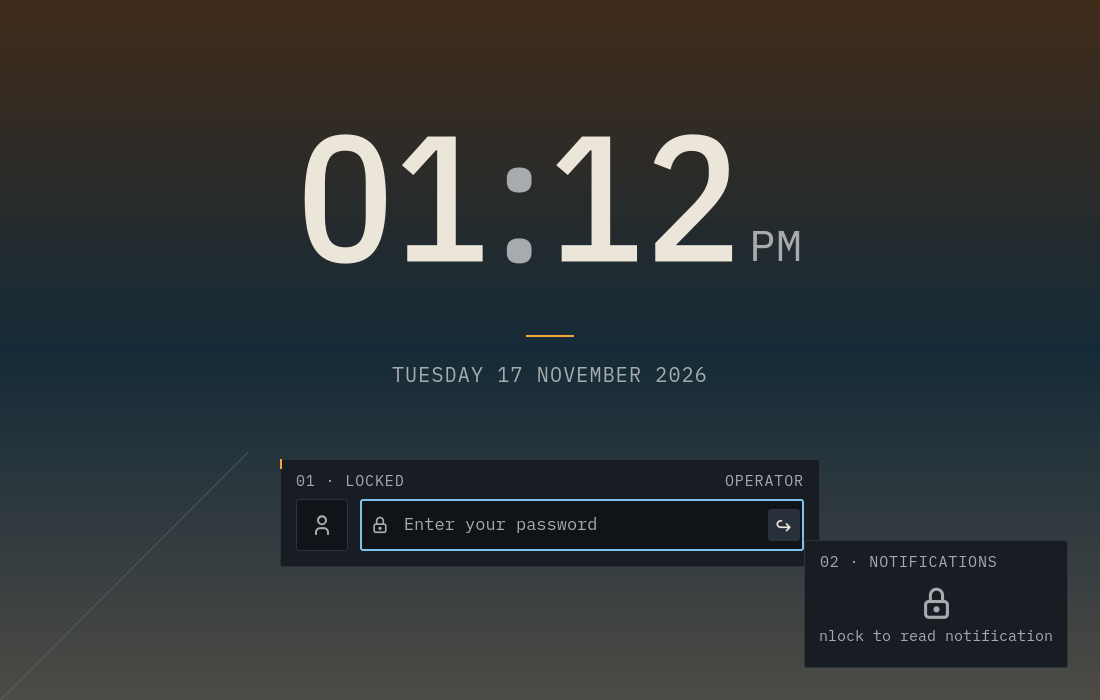 01:12 PM
TUESDAY 17 NOVEMBER 2026
01 · LOCKED OPERATOR
Enter your password
02 · NOTIFICATIONS
nlock to read notification